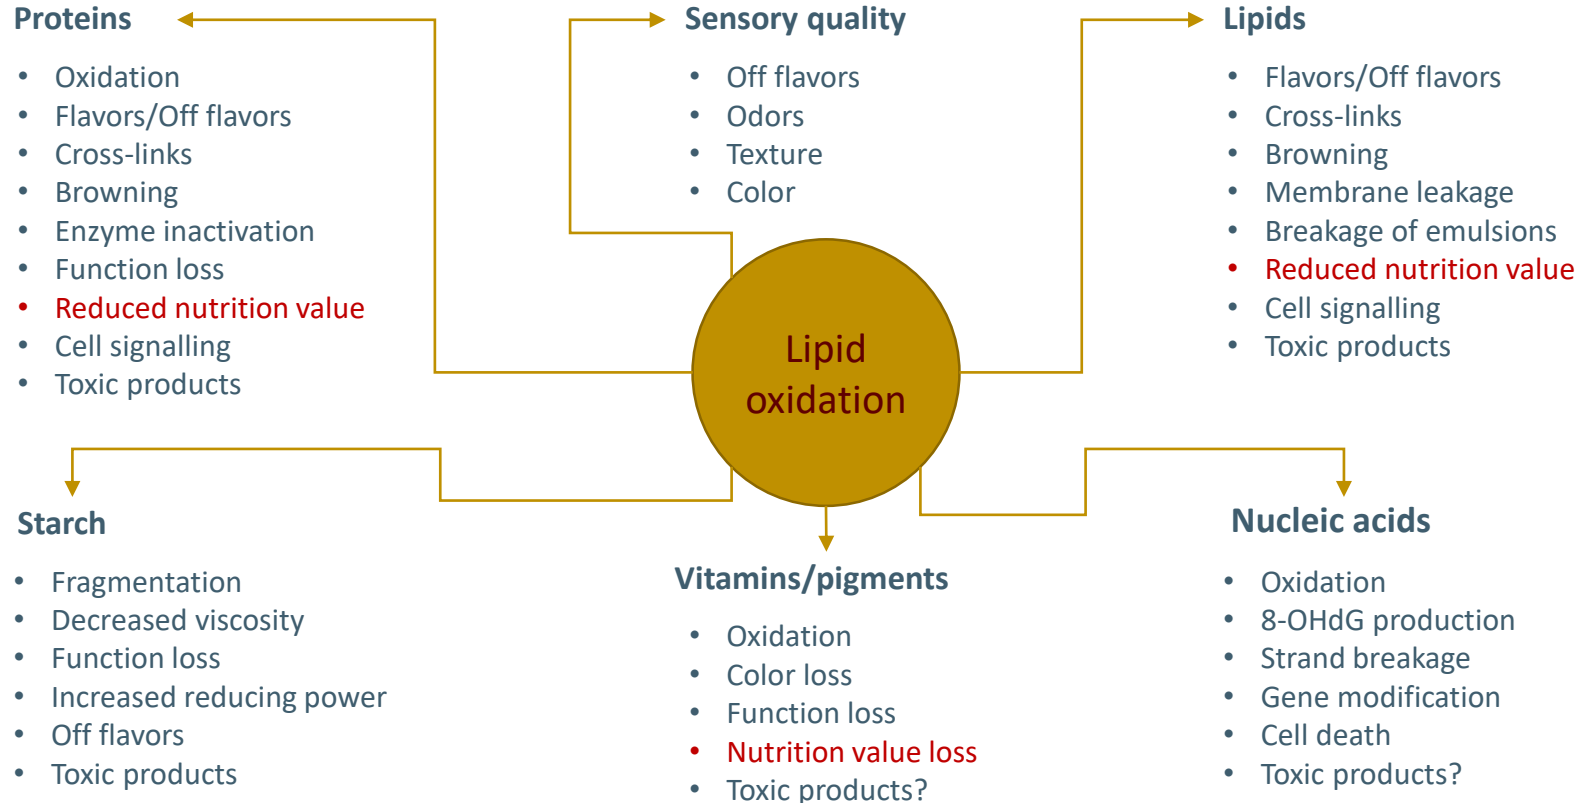 Proteins
• Oxidation
• Flavors/Off flavors
• Cross-links
• Browning
• Enzyme inactivation
• Function loss
• Reduced nutrition value
• Cell signalling
• Toxic products
Sensory quality
• Off flavors
• Odors
• Texture
• Color
Lipids
• Flavors/Off flavors
• Cross-links
• Browning
• Membrane leakage
• Breakage of emulsions
• Reduced nutrition value
• Cell signalling
• Toxic products
Lipid
oxidation
Starch
• Fragmentation
• Decreased viscosity
• Function loss
• Increased reducing power
• Off flavors
• Toxic products
Vitamins/pigments
• Oxidation
• Color loss
• Function loss
• Nutrition value loss
• Toxic products?
Nucleic acids
• Oxidation
• 8-OHdG production
• Strand breakage
• Gene modification
• Cell death
• Toxic products?